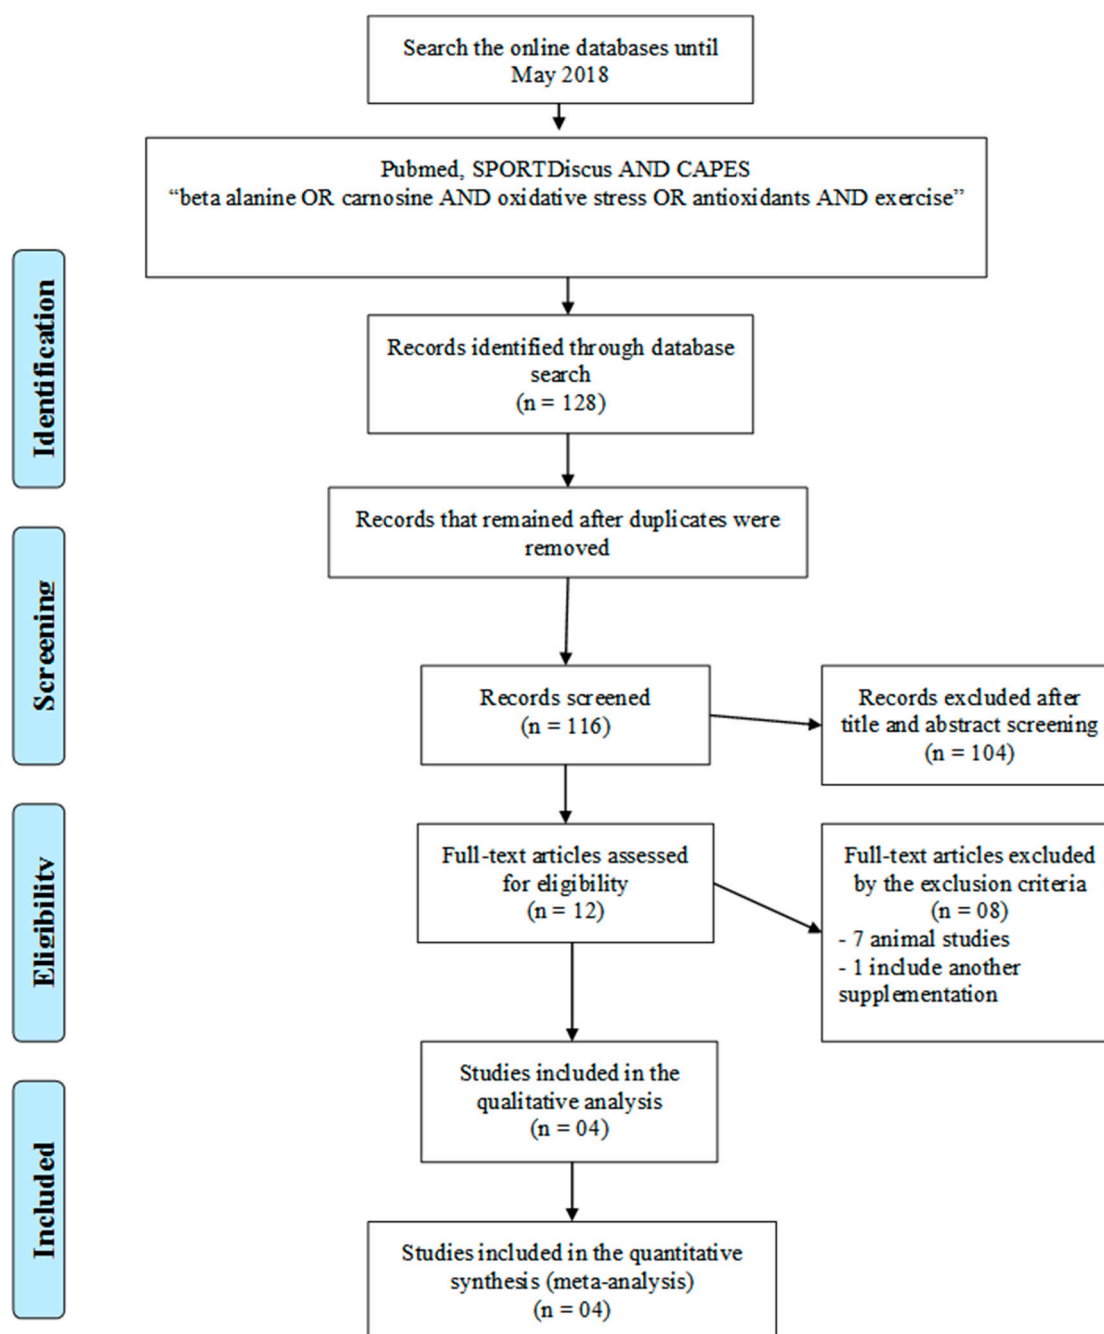 Search the online databases until
May 2018
Pubmed, SPORTDiscus AND CAPES
“beta alanine OR carnosine AND oxidative stress OR antioxidants AND exercise”
Identification
Records identified through database
search
(n = 128)
Records that remained after duplicates were
removed
Screening
Records screened
(n = 116)
Records excluded after
title and abstract screening
(n = 104)
Eligibility
Full-text articles assessed
for eligibility
(n = 12)
Full-text articles excluded
by the exclusion criteria
(n = 08)
- 7 animal studies
- 1 include another
supplementation
Studies included in the
qualitative analysis
(n = 04)
Included
Studies included in the quantitative
synthesis (meta-analysis)
(n = 04)